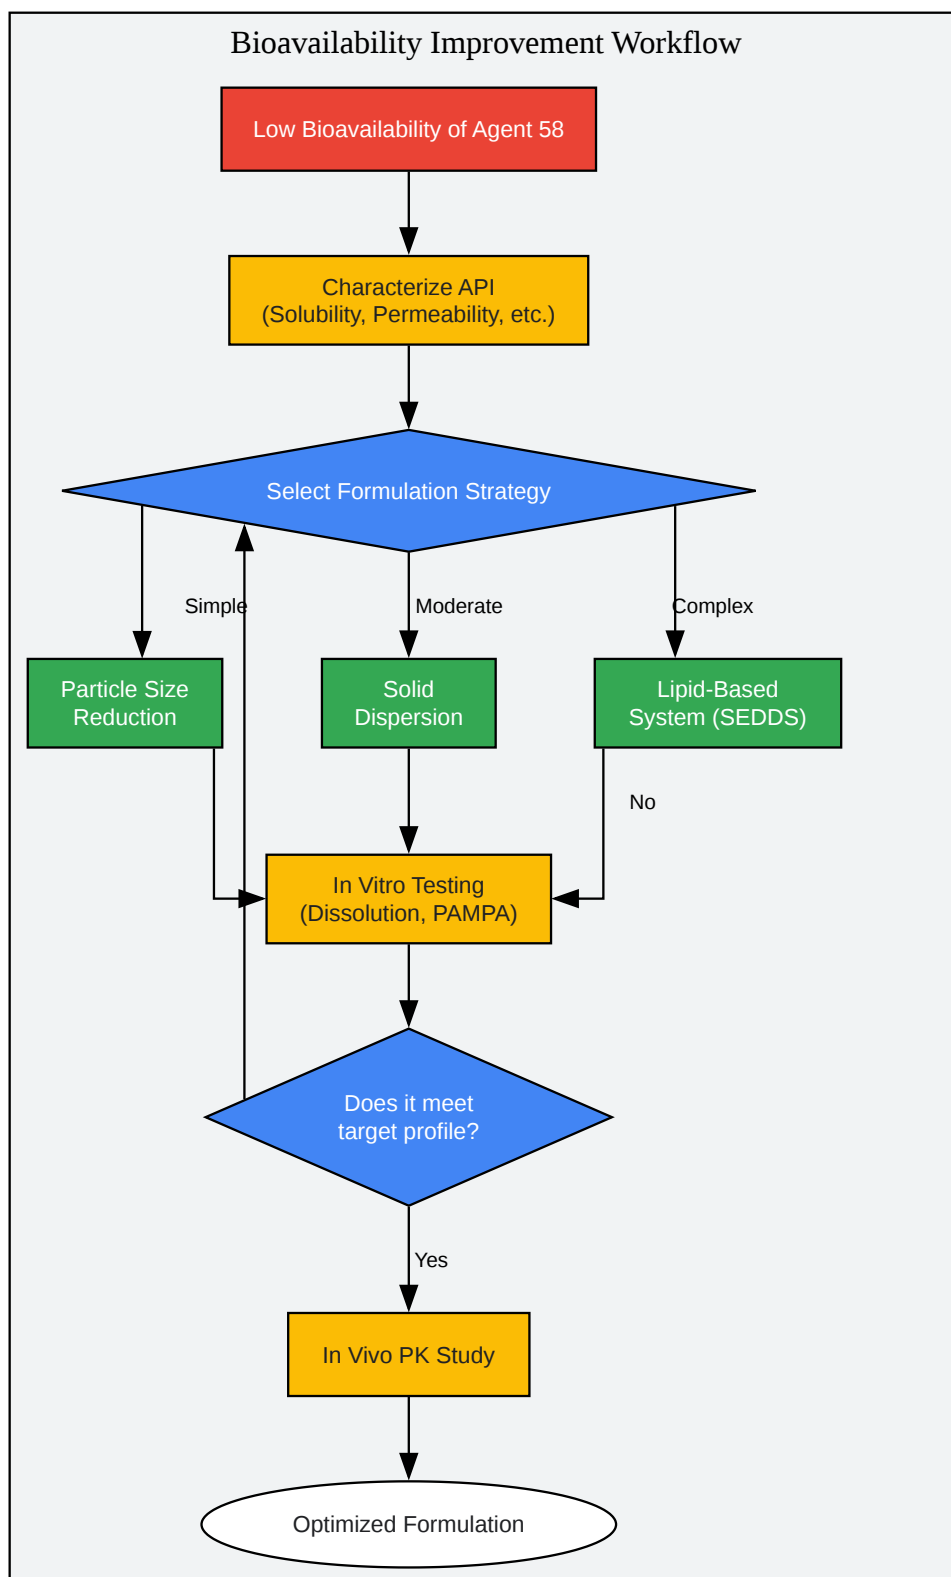 Bioavailability Improvement Workflow
Low Bioavailability of Agent 58
Characterize API
(Solubility, Permeability, etc.)
Select Formulation Strategy
Simple
Moderate
Complex
Particle Size
Reduction
Solid
Dispersion
Lipid-Based
System (SEDDS)
No
In Vitro Testing
(Dissolution, PAMPA)
Does it meet
target profile?
Yes
In Vivo PK Study
Optimized Formulation